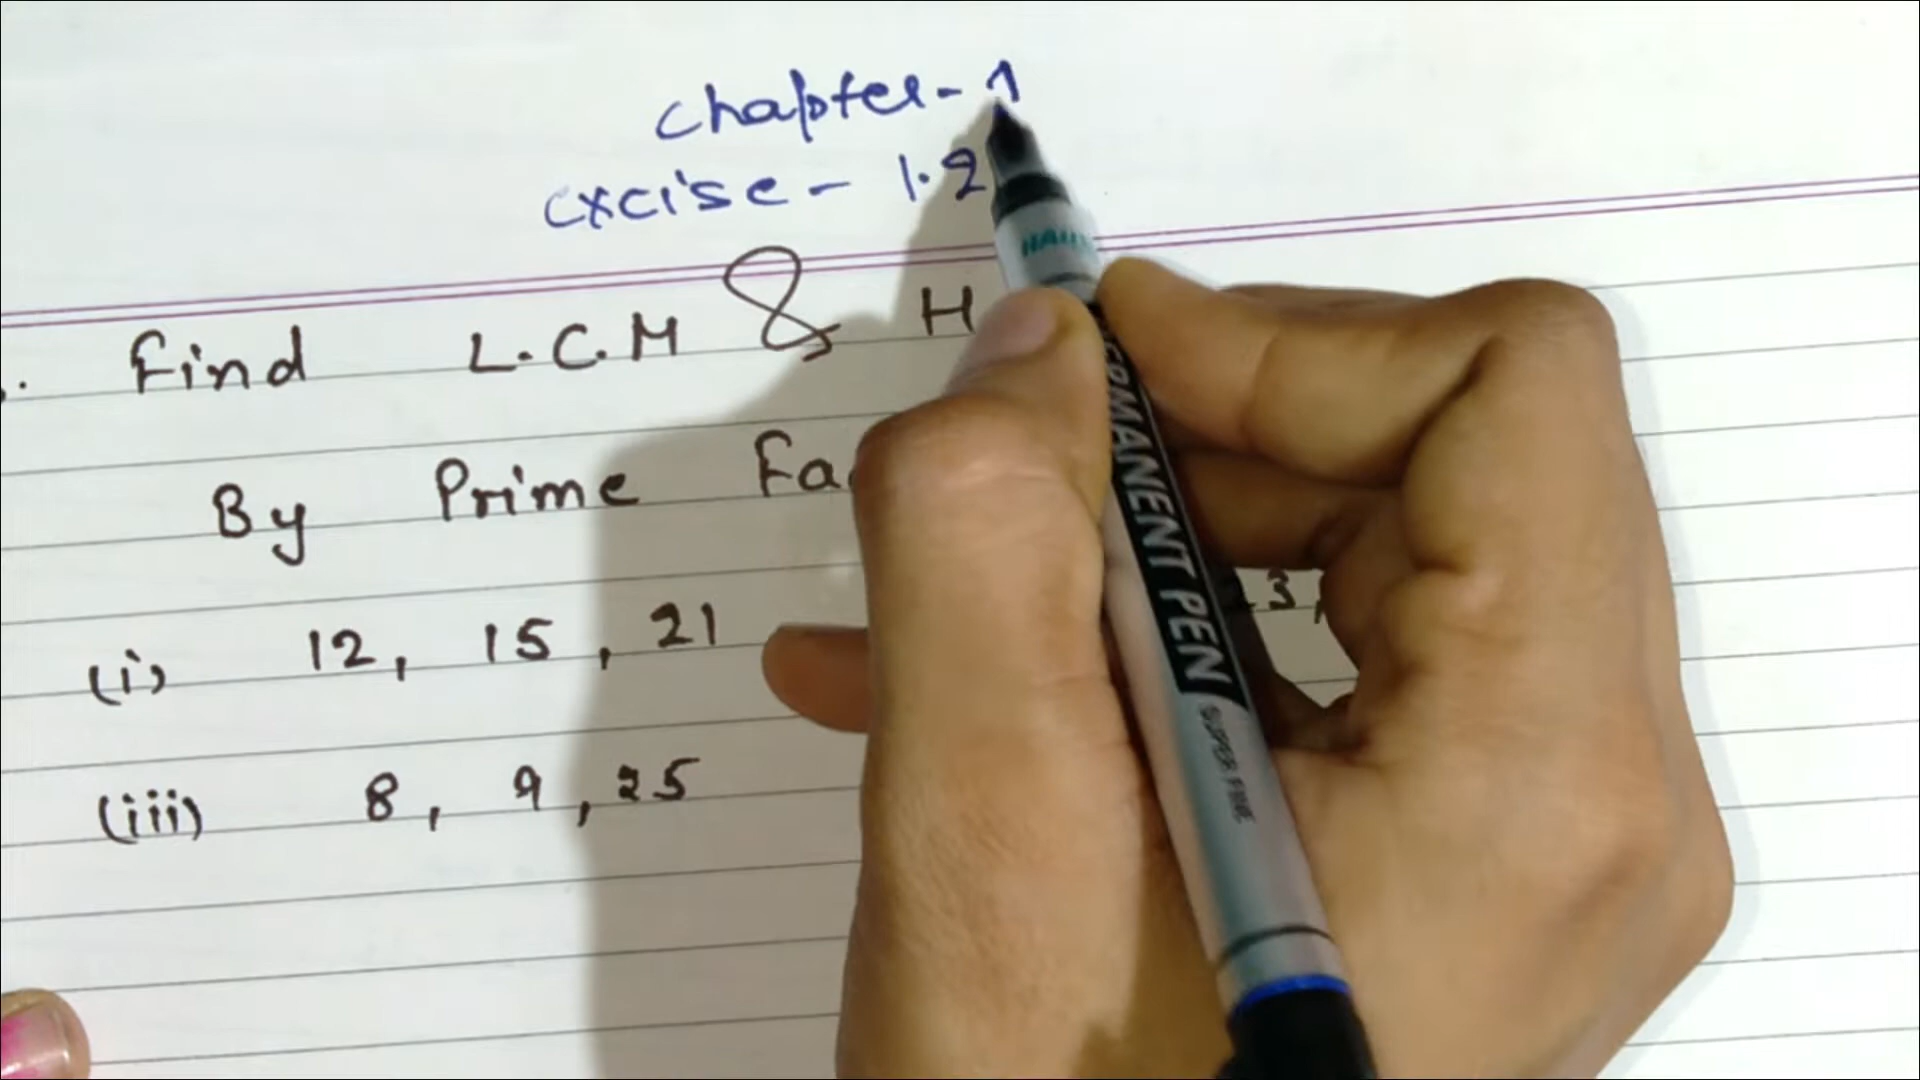 Chapter - 1
Excise - 1.2
Find L.C.M & H
By Prime Fa
(i) 12, 15, 21
23,
(iii) 8, 9, 25
PERMANENT PEN SUPER FINE